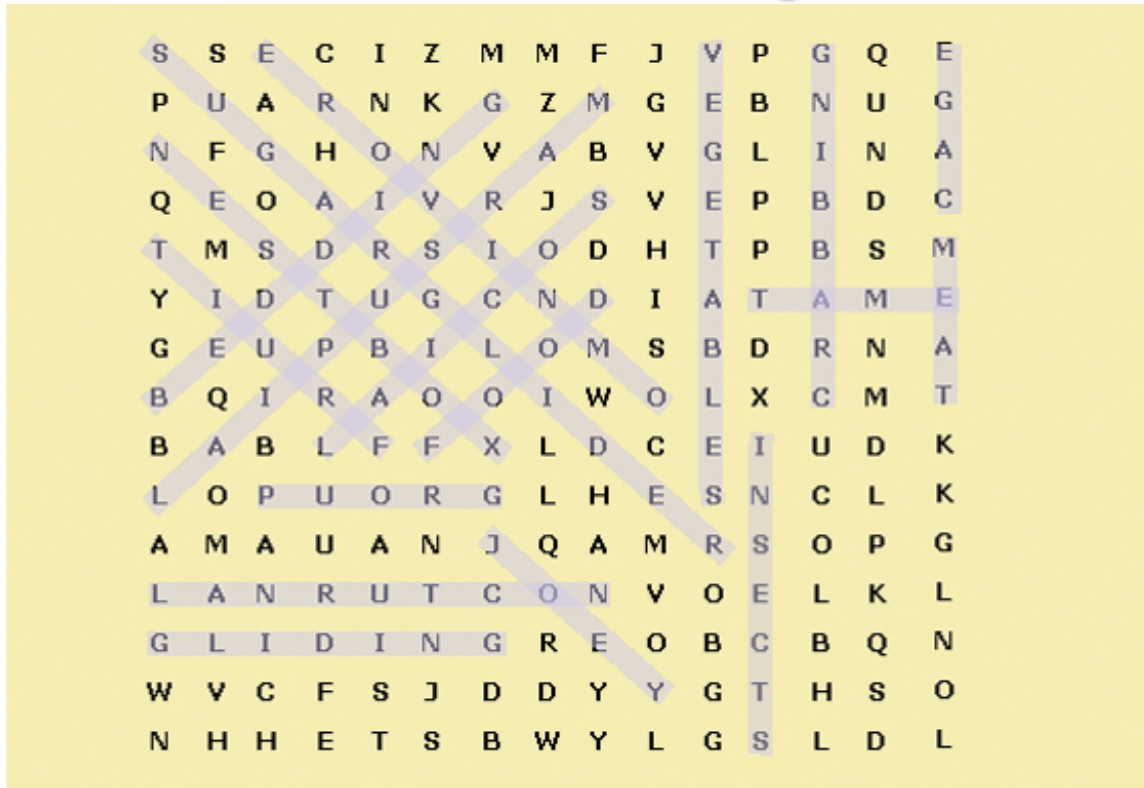 S S E C I Z M M F J V P G Q E
P U A R N K G Z M G E B N U G
N F G H O N V A B V G L I N A
Q E O A I V R J S V E P B D C
T M S D R S I O D H T P B S M
Y I D T U G C N D I A T A M E
G E U P B I L O M S B D R N A
B Q I R A O O I W O L X C M T
B A B L F F X L D C E I U D K
L O P U O R G L H E S N C L K
A M A U A N J Q A M R S O P G
L A N R U T C O N V O E L K L
G L I D I N G R E O B C B Q N
W V C F S J D D Y Y G T H S O
N H H E T S B W Y L G S L D L